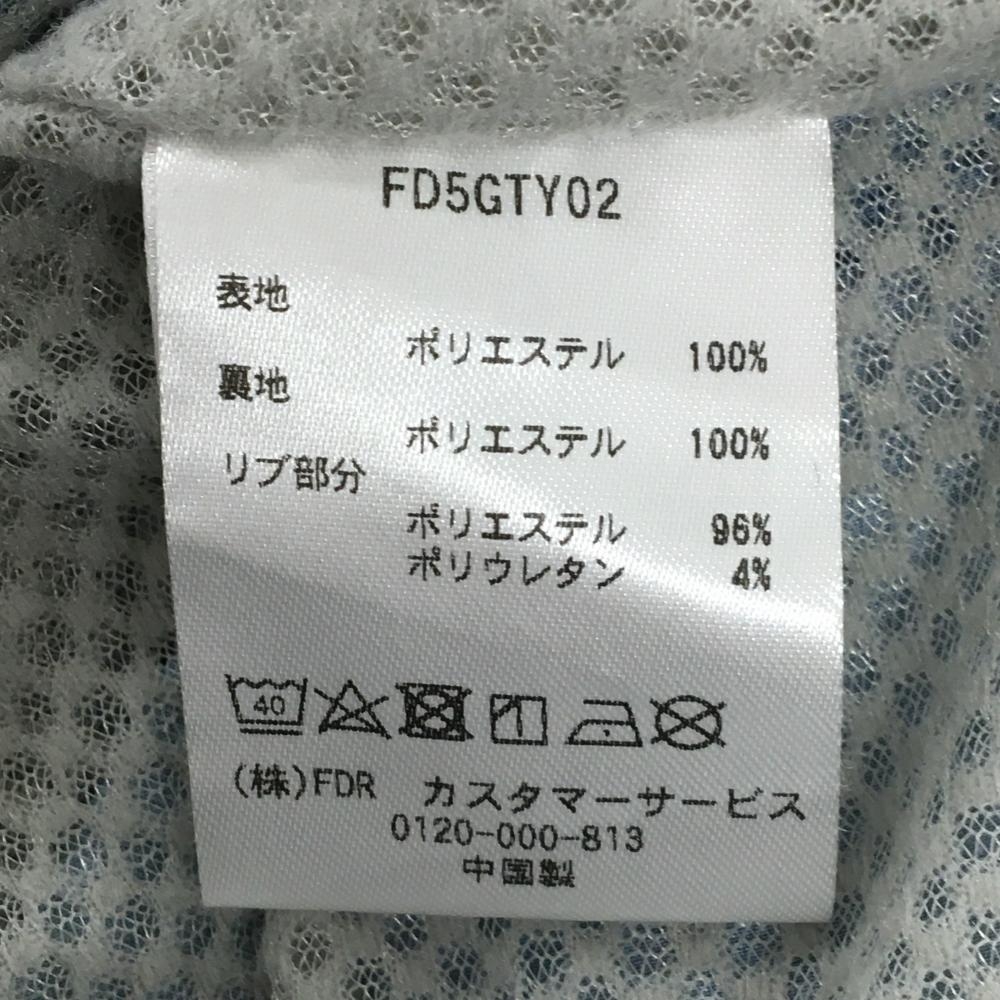 FD5GTY02
表地
ポリエステル 100%
裏地
ポリエステル 100%
リブ部分
ポリエステル 96%
ポリウレタン 4%
40
(株)FDR カスタマーサービス
0120-000-813
中国製